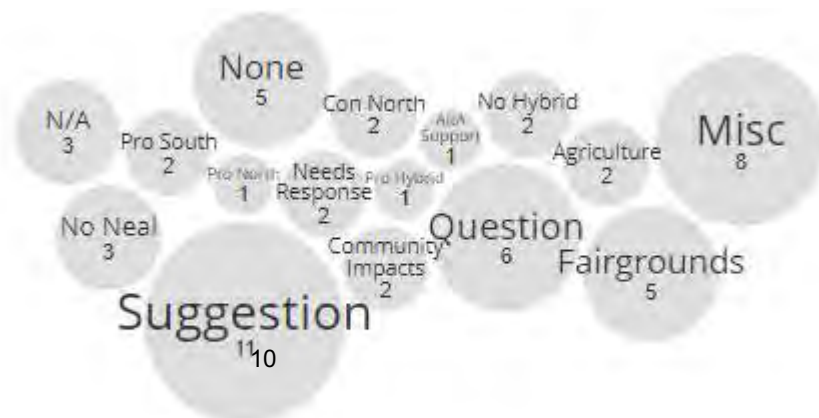 None
5
N/A
3
Pro South
2
Con North
2
Support
1
No Hybrid
2
Agriculture
2
Misc
8
Pro North
1
Needs
Response
2
Pro Hybrid
1
No Neal
3
Community
Impacts
2
Question
6
Fairgrounds
5
Suggestion
11
10